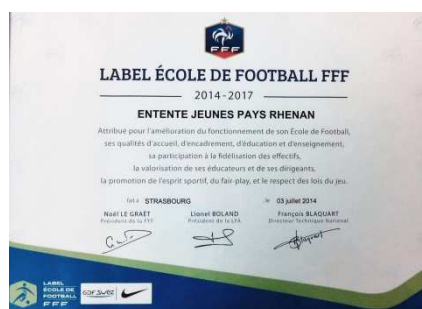 FFF
LABEL ÉCOLE DE FOOTBALL FFF
2014-2017
ENTENTE JEUNES PAYS RHENAN
Attribué pour l'amélioration du fonctionnement de son École de Football,
ses qualités d'accueil, d'encadrement, d'éducation et d'enseignement,
sa participation à la fidélisation des effectifs,
la valorisation de ses éducateurs et de ses dirigeants,
la promotion de l'esprit sportif, du fair-play, et le respect des lois du jeu.
fait à STRASBOURG le 03 juillet 2014
Noël LE GRAËT Lionel BOLAND François BLAQUART
Président de la FFF Président de la LFA Directeur Technique National
LABEL
ÉCOLE DE
FOOTBALL
FFF
GDF SUEZ